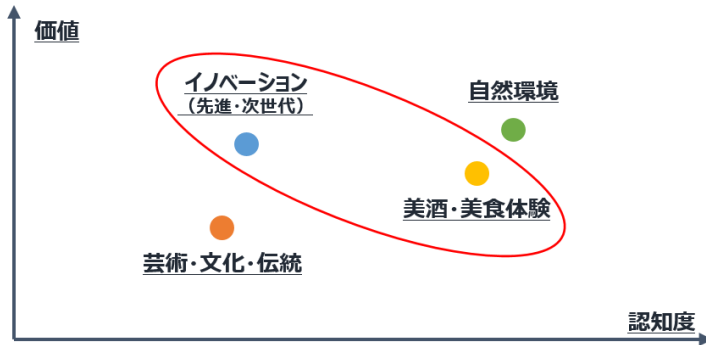 価値
イノベーション
（先進・次世代）
自然環境
美酒・美食体験
芸術・文化・伝統
認知度